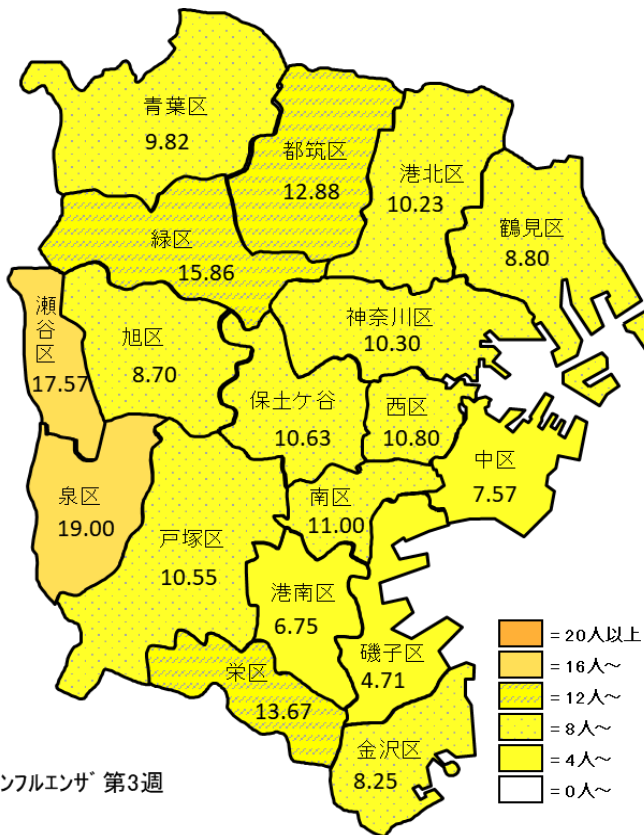 青葉区
9.82
都筑区
12.88
港北区
10.23
鶴見区
8.80
緑区
15.86
瀬谷区
17.57
旭区
8.70
神奈川区
10.30
保土ケ谷
10.63
西区
10.80
中区
7.57
泉区
19.00
戸塚区
10.55
南区
11.00
港南区
6.75
磯子区
4.71
栄区
13.67
金沢区
8.25
=20人以上
=16人～
=12人～
=8人～
=4人～
=0人～
ンフルエンザ 第3週